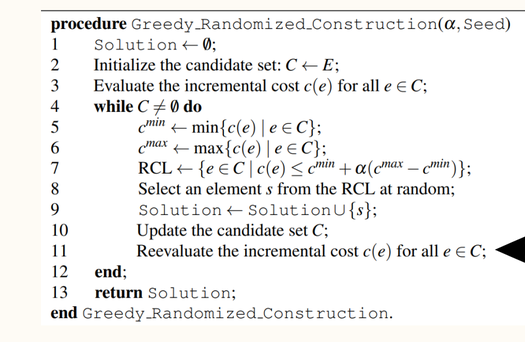 procedure Greedy_Randomized_Construction(α,Seed)
1 Solution ← ∅;
2 Initialize the candidate set: C ← E;
3 Evaluate the incremental cost c(e) for all e ∈ C;
4 while C ≠ ∅ do
5 c^min ← min{c(e) | e ∈ C};
6 c^max ← max{c(e) | e ∈ C};
7 RCL ← {e ∈ C | c(e) ≤ c^min + α(c^max − c^min)};
8 Select an element s from the RCL at random;
9 Solution ← Solution ∪ {s};
10 Update the candidate set C;
11 Reevaluate the incremental cost c(e) for all e ∈ C;
12 end;
13 return Solution;
end Greedy_Randomized_Construction.